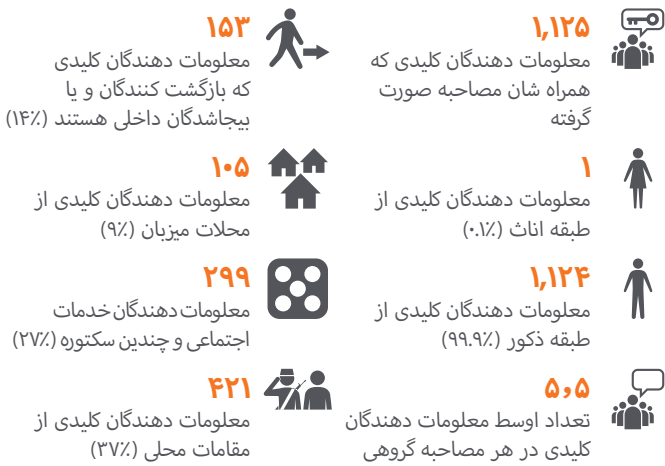 ۱,۱۲۵
معلومات دهندگان کلیدی که
همراه شان مصاحبه صورت
گرفته
۱
معلومات دهندگان کلیدی از
طبقه اناث (۰.۱٪)
۱,۱۲۴
معلومات دهندگان کلیدی از
طبقه ذکور (۹۹.۹٪)
۵,۵
تعداد اوسط معلومات دهندگان
کلیدی در هر مصاحبه گروهی
۱۵۳
معلومات دهندگان کلیدی
که بازگشت کنندگان و یا
بیجاشدگان داخلی هستند (۱۴٪)
۱۰۵
معلومات دهندگان کلیدی از
محلات میزبان (۹٪)
۲۹۹
معلومات دهندگان خدمات
اجتماعی و چندین سکتوره (۲۷٪)
۴۲۱
معلومات دهندگان کلیدی از
مقامات محلی (۳۷٪)